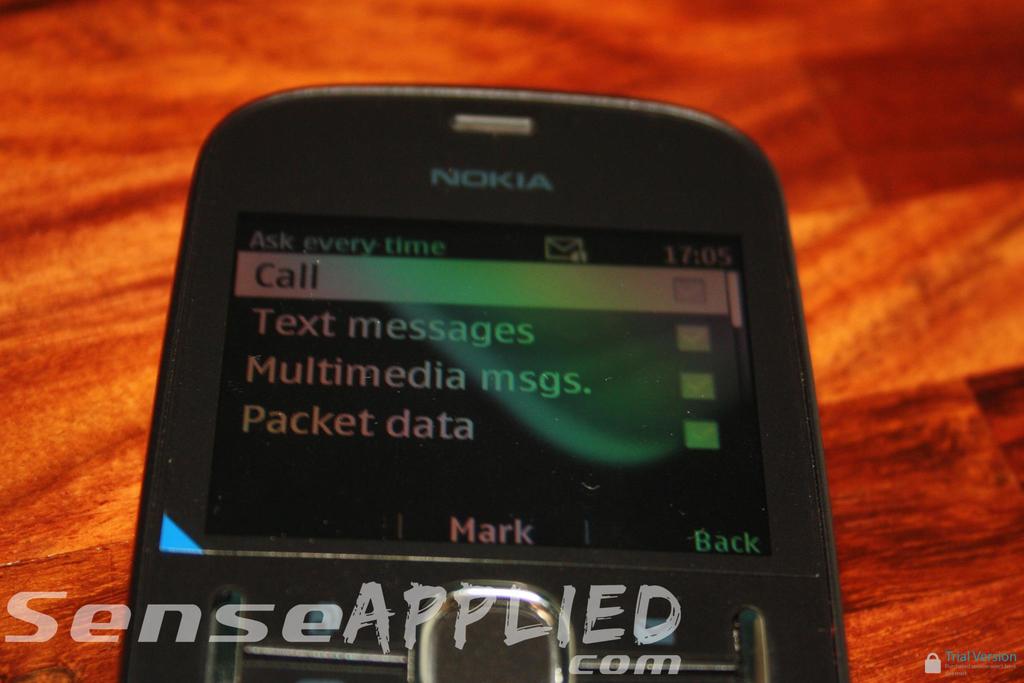 NOKIA
Ask every time 17:05
Call
Text messages
Multimedia msgs.
Packet data
Mark Back
SenseAPPLIED
com
Trial Version